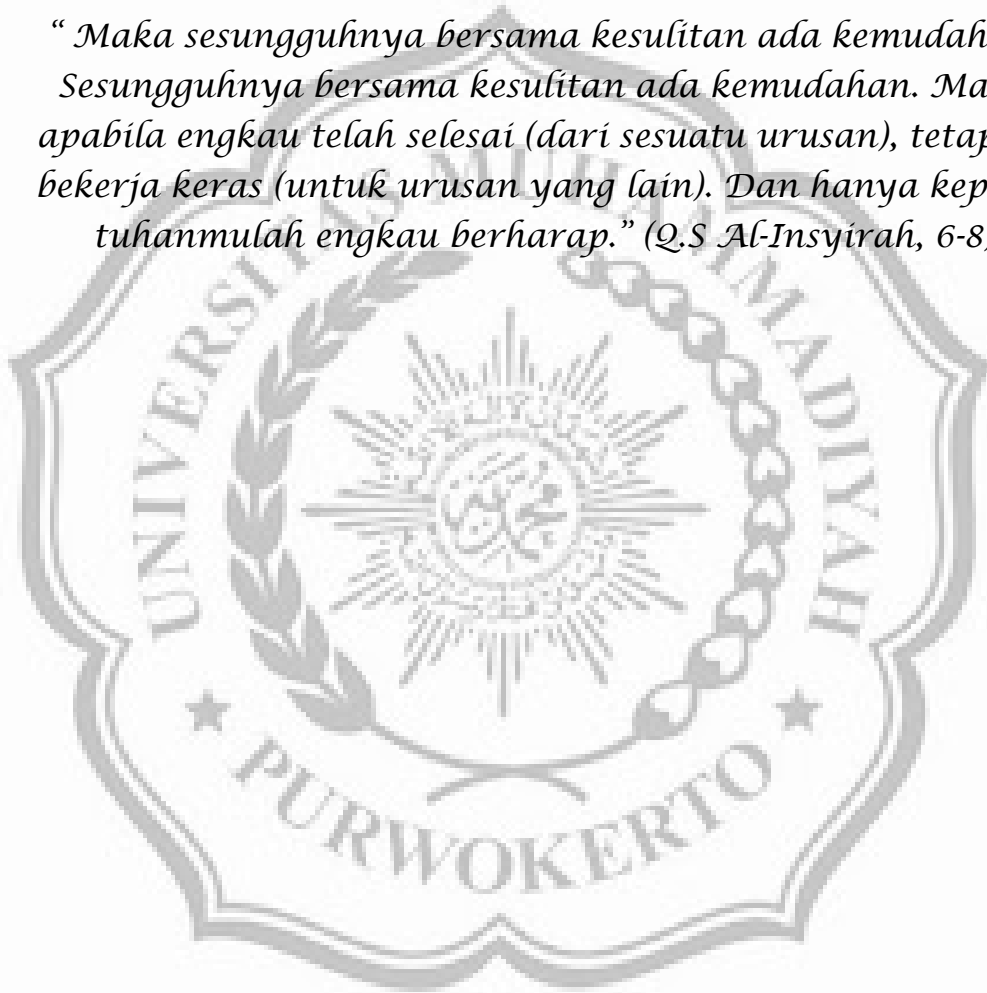 “ Maka sesungguhnya bersama kesulitan ada kemudah
Sesungguhnya bersama kesulitan ada kemudahan. Ma
apabila engkau telah selesai (dari sesuatu urusan), tetap
bekerja keras (untuk urusan yang lain). Dan hanya kep
tuhanmulah engkau berharap.” (Q.S Al-Insyirah, 6-8)
UNIVERSITAS MUHAMMADIYAH
PURWOKERTO